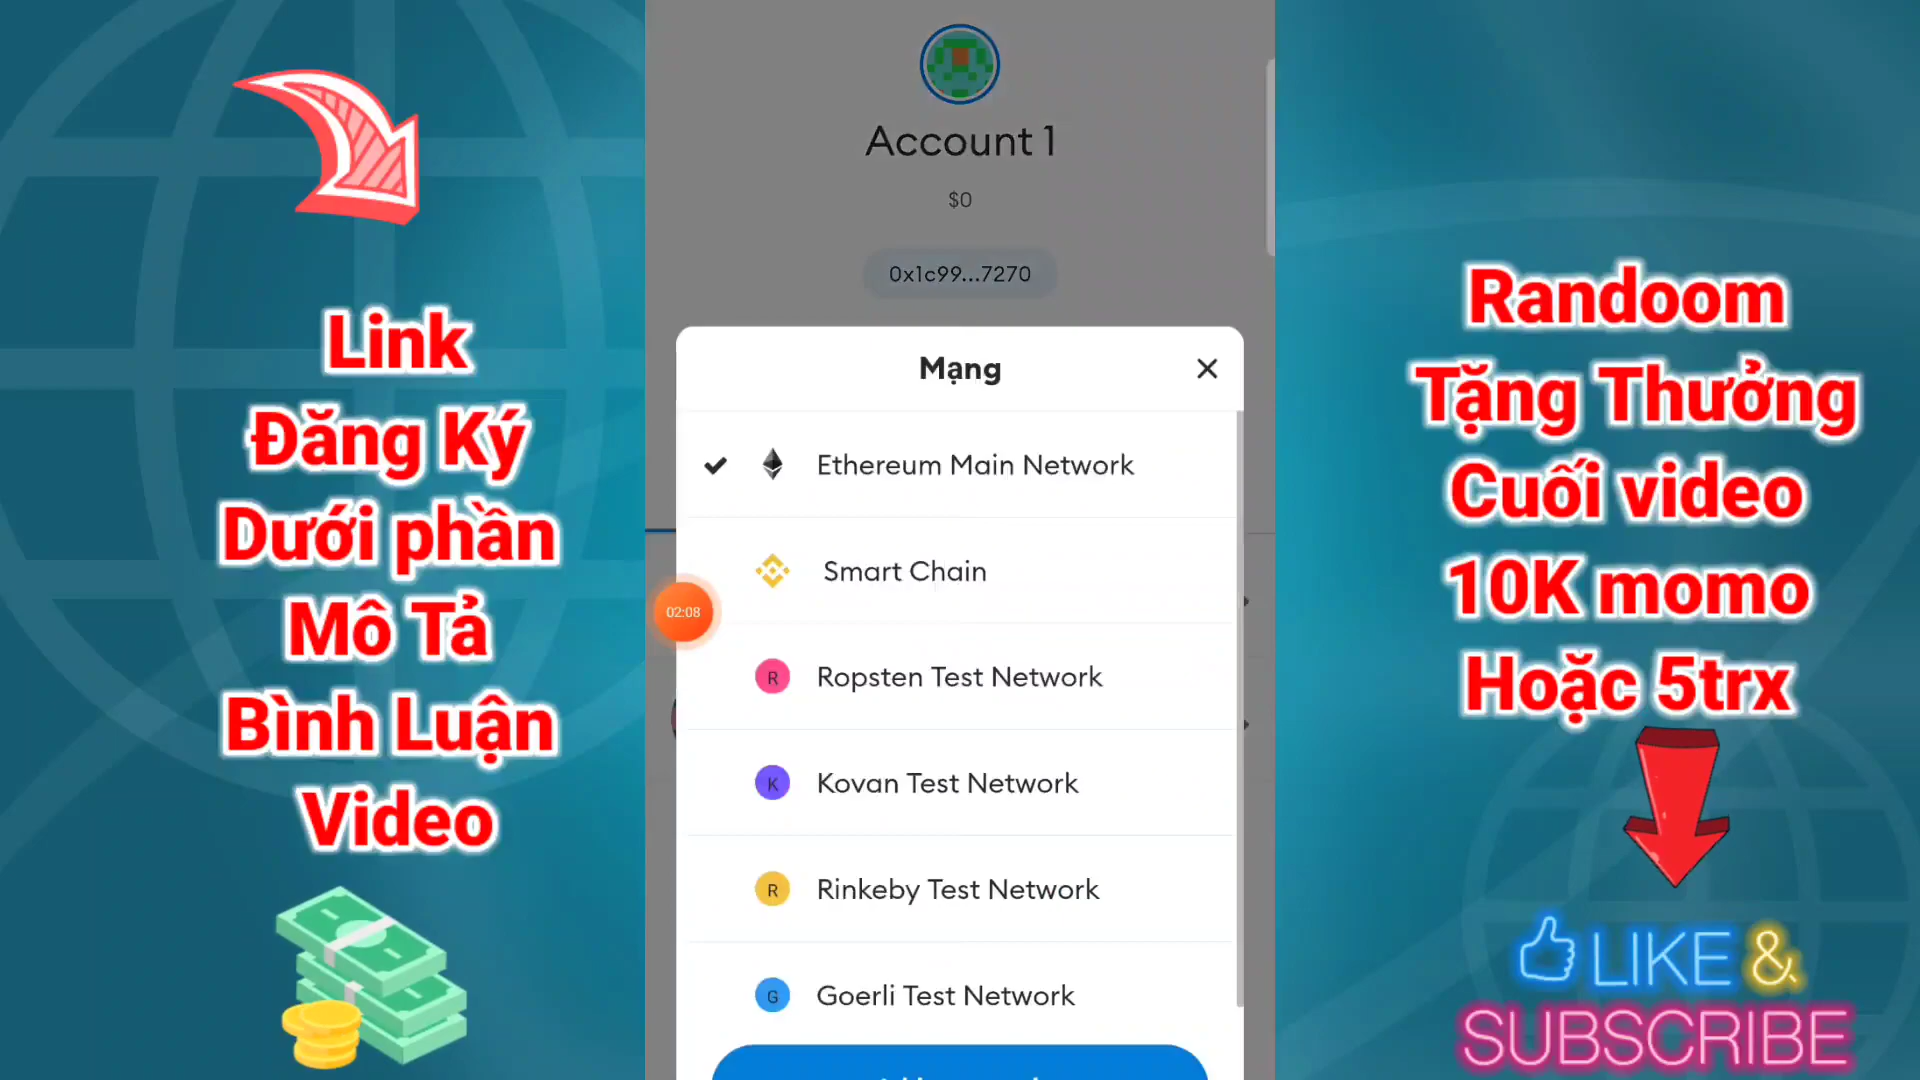 Link
Đăng Ký
Dưới phần
Mô Tả
Bình Luận
Video
Account 1
$0
0x1c99...7270
Mạng
Ethereum Main Network
Smart Chain
02:08
R Ropsten Test Network
K Kovan Test Network
R Rinkeby Test Network
G Goerli Test Network
Randoom
Tặng Thưởng
Cuối video
10K momo
Hoặc 5trx
LIKE &
SUBSCRIBE